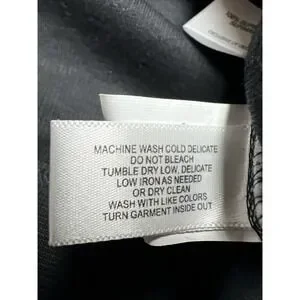 MACHINE WASH COLD DELICATE
DO NOT BLEACH
TUMBLE DRY LOW, DELICATE
LOW IRON AS NEEDED
OR DRY CLEAN
WASH WITH LIKE COLORS
TURN GARMENT INSIDE OUT